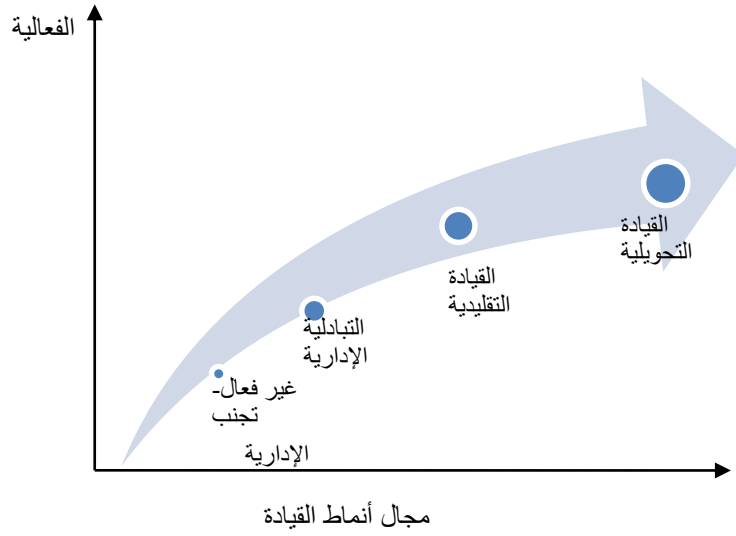 الفعالية
القيادة
التحويلية
القيادة
التقليدية
التبادلية
الإدارية
غير فعال-
تجنب
الإدارية
مجال أنماط القيادة